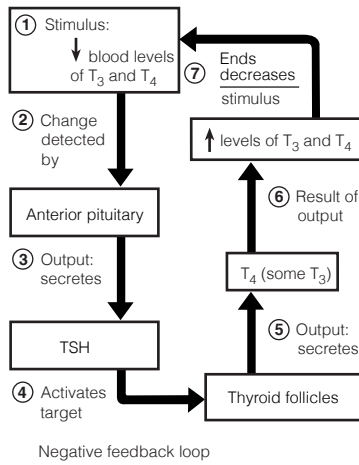 ① Stimulus:
↓ blood levels
of T₃ and T₄
② Change
detected
by
Anterior pituitary
③ Output:
secretes
TSH
④ Activates
target
Thyroid follicles
⑤ Output:
secretes
T₄ (some T₃)
⑥ Result of
output
↑ levels of T₃ and T₄
⑦ Ends
decreases
stimulus
Negative feedback loop